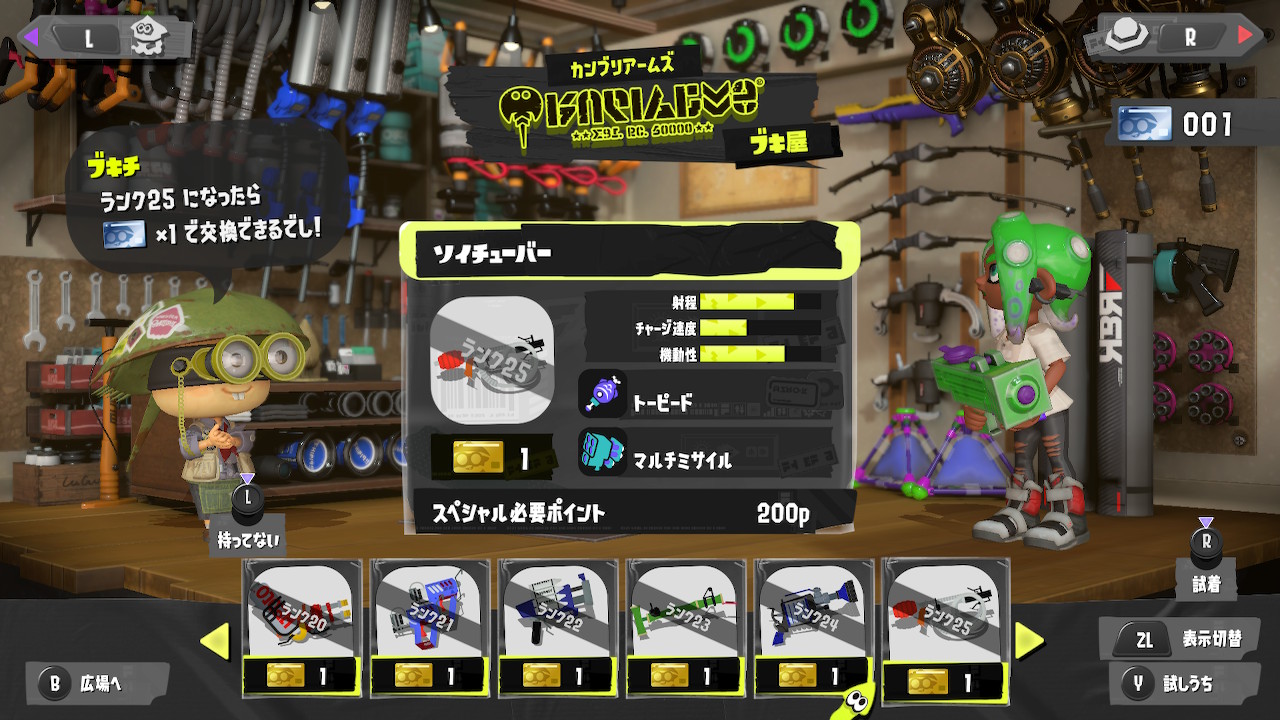 L
R
カンブリアームズ
ブキ屋
001
ブキチ
ランク25 になったら
×1 で交換できるでし!
ソイチューバー
ランク25
射程
チャージ速度
機動性
トーピード
マルチミサイル
1
スペシャル必要ポイント
200p
L
持ってない
R
試着
ランク20
ランク21
ランク22
ランク23
ランク24
ランク25
1
1
1
1
1
1
B 広場へ
ZL 表示切替
Y 試しうち